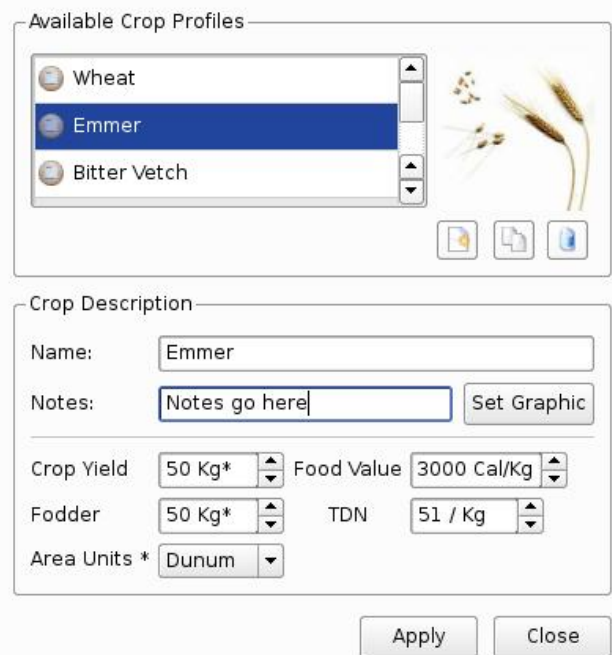 Available Crop Profiles
Wheat
Emmer
Bitter Vetch
Crop Description
Name: Emmer
Notes: Notes go here Set Graphic
Crop Yield 50 Kg* Food Value 3000 Cal/Kg
Fodder 50 Kg* TDN 51 / Kg
Area Units * Dunum
Apply Close